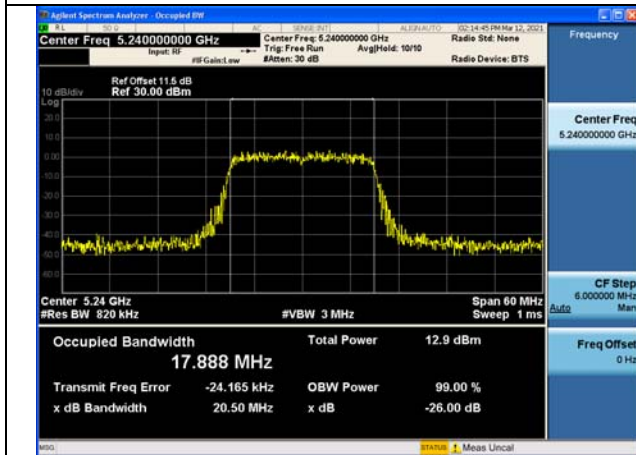 Agilent Spectrum Analyzer - Occupied BW
RL 50 Ω AC SENSE:INT ALIGNAUTO 02:14:45 PM Mar 12, 2021
Center Freq 5.240000000 GHz Center Freq: 5.240000000 GHz Radio Std: None Frequency
Input: RF Trig: Free Run Avg|Hold: 10/10
#IFGain:Low #Atten: 30 dB Radio Device: BTS
Ref Offset 11.5 dB
10 dB/div Ref 30.00 dBm
Log
20.0
10.0
0.00
-10.0
-20.0
-30.0
-40.0
-50.0
-60.0
Center Freq
5.240000000 GHz
Center 5.24 GHz Span 60 MHz
#Res BW 820 kHz #VBW 3 MHz Sweep 1 ms
CF Step
6.000000 MHz
Auto Man
Occupied Bandwidth Total Power 12.9 dBm
17.888 MHz
Freq Offset
0 Hz
Transmit Freq Error -24.165 kHz OBW Power 99.00 %
x dB Bandwidth 20.50 MHz x dB -26.00 dB
MSG STATUS Meas Uncal